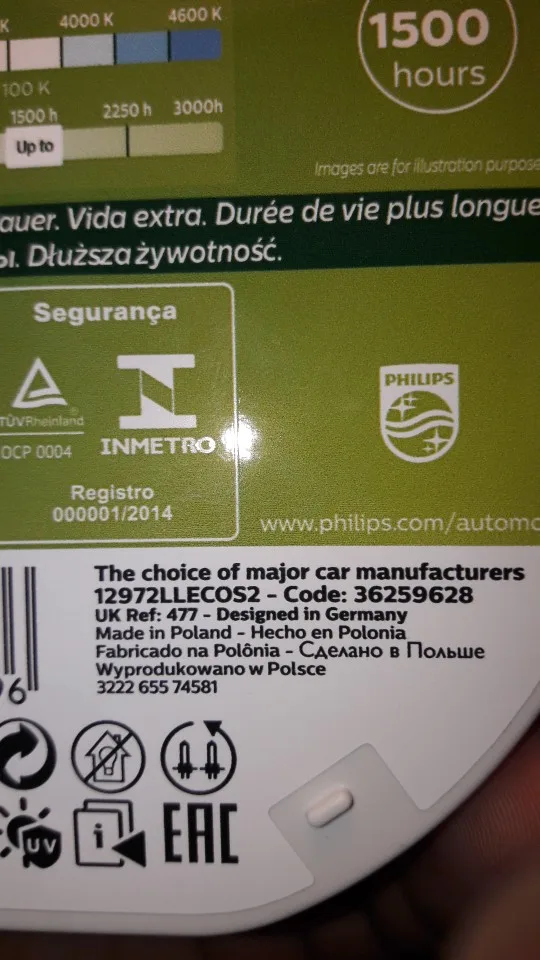 K 4000 K 4600 K
100 K
1500 h 2250 h 3000h
Up to
1500
hours
Images are for illustration purpose
auer. Vida extra. Durée de vie plus longue
ы. Dłuższa żywotność.
Segurança
TÜVRheinland®
OCP 0004
INMETRO
Registro
000001/2014
PHILIPS
www.philips.com/automo
The choice of major car manufacturers
12972LLECOS2 - Code: 36259628
UK Ref: 477 - Designed in Germany
Made in Poland - Hecho en Polonia
Fabricado na Polônia - Сделано в Польше
Wyprodukowano w Polsce
3222 655 74581
6
UV
i
EAC